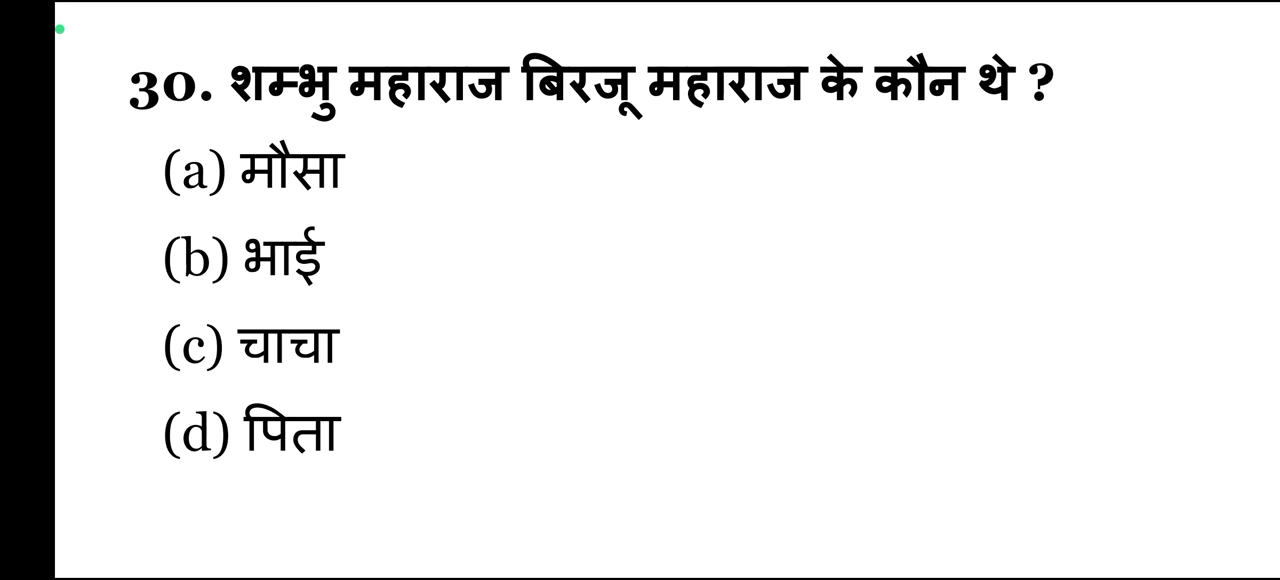 30. शम्भु महाराज बिरजू महाराज के कौन थे ?
(a) मौसा
(b) भाई
(c) चाचा
(d) पिता